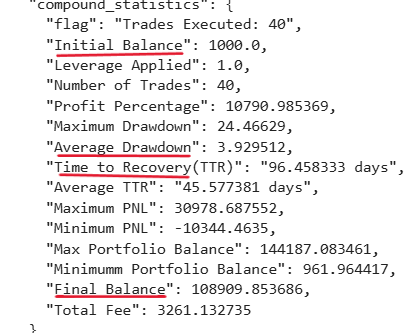 "compound_statistics": {
"flag": "Trades Executed: 40",
"Initial Balance": 1000.0,
"Leverage Applied": 1.0,
"Number of Trades": 40,
"Profit Percentage": 10790.985369,
"Maximum Drawdown": 24.46629,
"Average Drawdown": 3.929512,
"Time to Recovery(TTR)": "96.458333 days",
"Average TTR": "45.577381 days",
"Maximum PNL": 30978.687552,
"Minimum PNL": -10344.4635,
"Max Portfolio Balance": 144187.083461,
"Minimumm Portfolio Balance": 961.964417,
"Final Balance": 108909.853686,
"Total Fee": 3261.132735
}